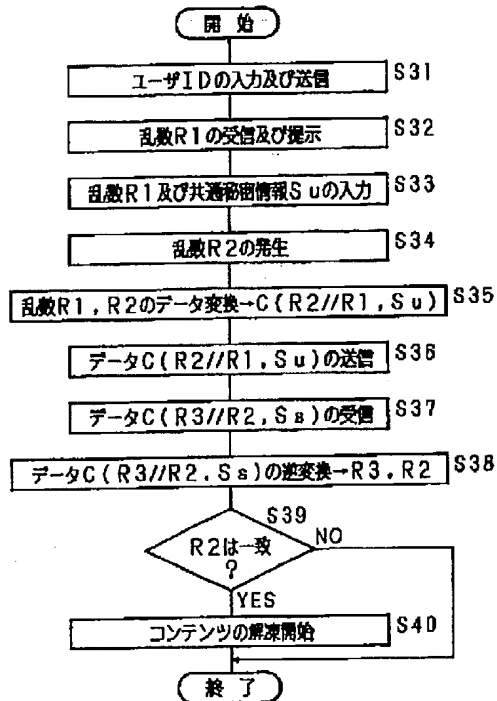 開 始
ユーザIDの入力及び送信 S31
乱数R1の受信及び提示 S32
乱数R1及び共通秘密情報Suの入力 S33
乱数R2の発生 S34
乱数R1,R2のデータ変換→C(R2//R1,Su) S35
データC(R2//R1,Su)の送信 S36
データC(R3//R2,Ss)の受信 S37
データC(R3//R2,Ss)の逆変換→R3,R2 S38
S39
R2は一致 NO
?
YES
コンテンツの解凍開始 S40
終 了